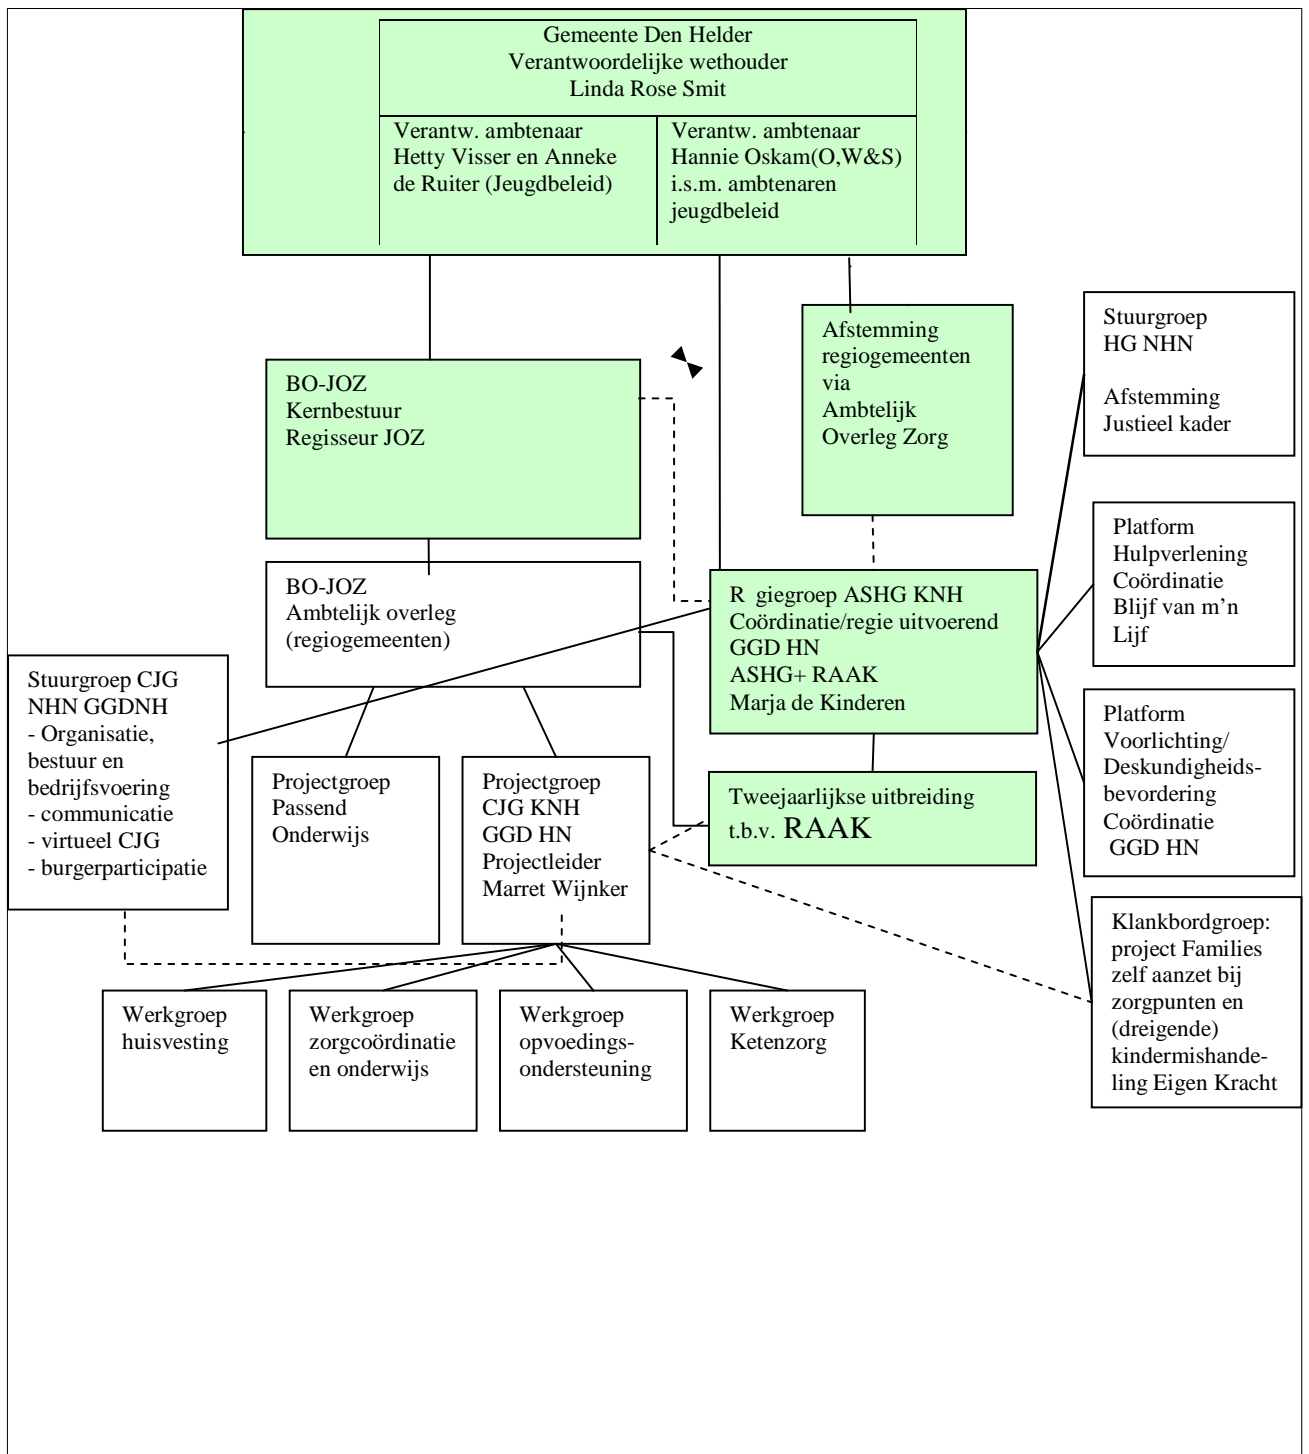 Gemeente Den Helder
Verantwoordelijke wethouder
Linda Rose Smit
Verantw. ambtenaar
Hetty Visser en Anneke
de Ruiter (Jeugdbeleid)
Verantw. ambtenaar
Hannie Oskam(O,W&S)
i.s.m. ambtenaren
jeugdbeleid
Afstemming
regiogemeenten
via
Ambtelijk
Overleg Zorg
Stuurgroep
HG NHN
Afstemming
Justieel kader
BO-JOZ
Kernbestuur
Regisseur JOZ
Platform
Hulpverlening
Coördinatie
Blijf van m’n
Lijf
BO-JOZ
Ambtelijk overleg
(regiogemeenten)
R giegroep ASHG KNH
Coördinatie/regie uitvoerend
GGD HN
ASHG+ RAAK
Marja de Kinderen
Stuurgroep CJG
NHN GGDNH
- Organisatie,
bestuur en
bedrijfsvoering
- communicatie
- virtueel CJG
- burgerparticipatie
Platform
Voorlichting/
Deskundigheids-
bevordering
Coördinatie
GGD HN
Projectgroep
Passend
Onderwijs
Projectgroep
CJG KNH
GGD HN
Projectleider
Marret Wijnker
Tweejaarlijkse uitbreiding
t.b.v. RAAK
Klankbordgroep:
project Families
zelf aanzet bij
zorgpunten en
(dreigende)
kindermishande-
ling Eigen Kracht
Werkgroep
huisvesting
Werkgroep
zorgcoördinatie
en onderwijs
Werkgroep
opvoedings-
ondersteuning
Werkgroep
Ketenzorg